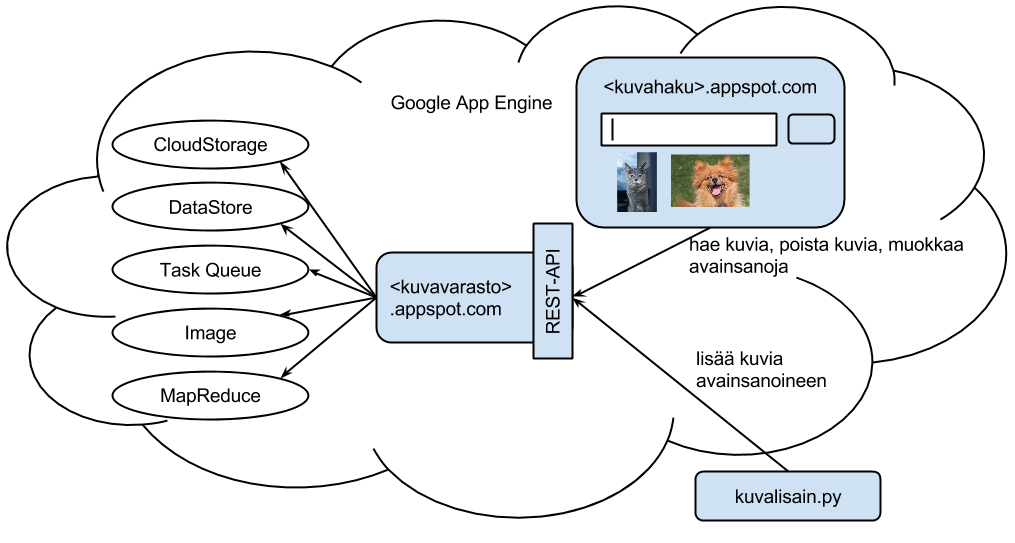 <kuvahaku>.appspot.com
Google App Engine
CloudStorage
DataStore
Task Queue
Image
MapReduce
<kuvavarasto>
.appspot.com
REST-API
hae kuvia, poista kuvia, muokkaa
avainsanoja
lisää kuvia
avainsanoineen
kuvalisain.py